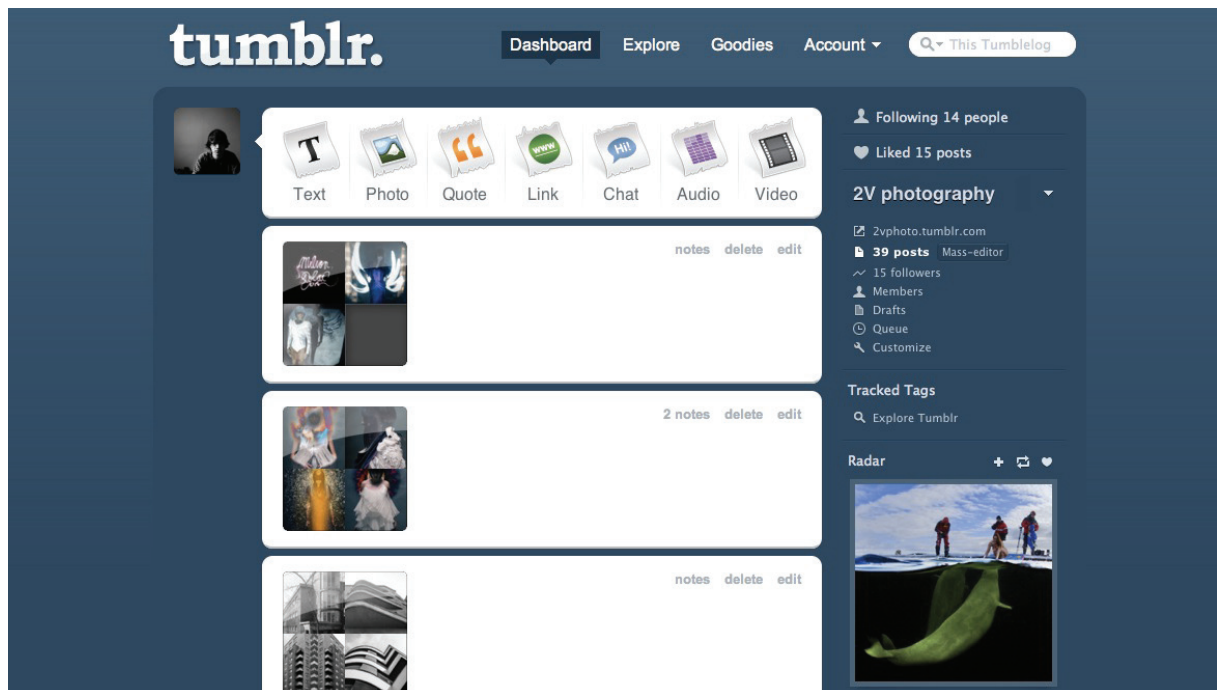 tumblr.
Dashboard Explore Goodies Account This Tumblelog
T www Hi!
Text Photo Quote Link Chat Audio Video
notes delete edit
2 notes delete edit
notes delete edit
Following 14 people
Liked 15 posts
2V photography
2vphoto.tumblr.com
39 posts Mass-editor
15 followers
Members
Drafts
Queue
Customize
Tracked Tags
Explore Tumblr
Radar